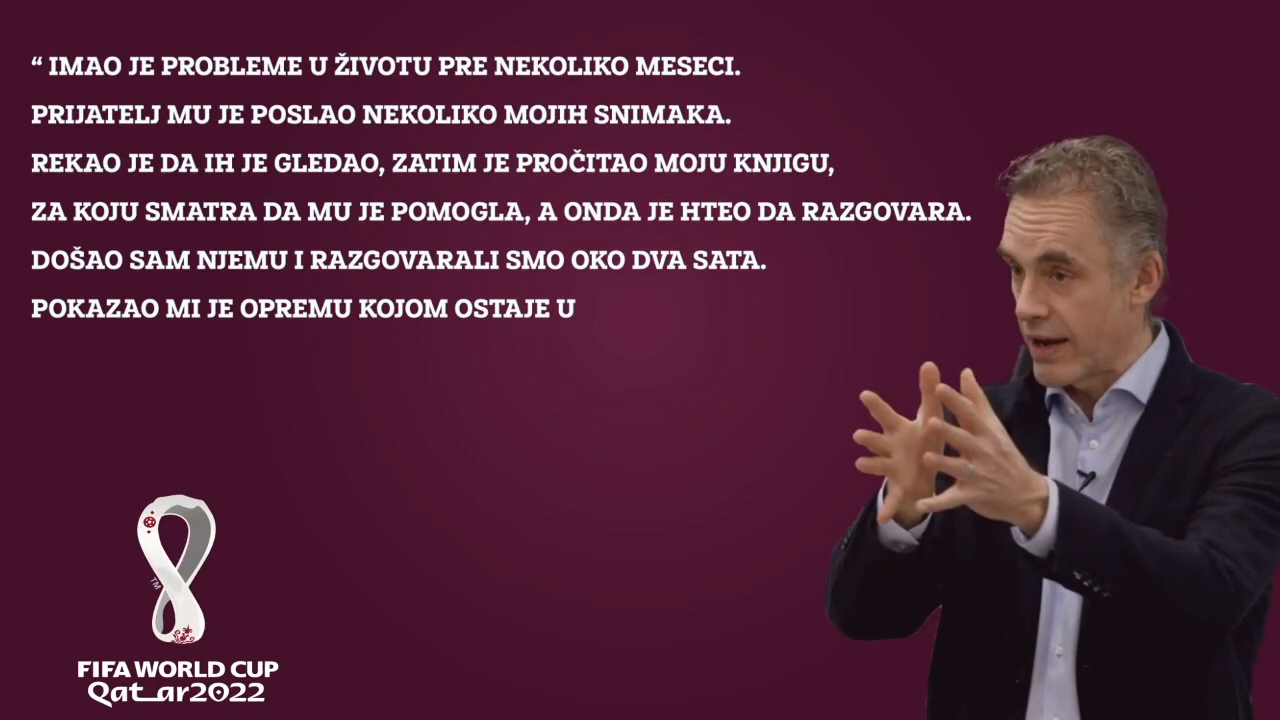 “ IMAO JE PROBLEME U ŽIVOTU PRE NEKOLIKO MESECI.
PRIJATELJ MU JE POSLAO NEKOLIKO MOJIH SNIMAKA.
REKAO JE DA IH JE GLEDAO, ZATIM JE PROČITAO MOJU KNJIGU,
ZA KOJU SMATRA DA MU JE POMOGLA, A ONDA JE HTEO DA RAZGOVARA.
DOŠAO SAM NJEMU I RAZGOVARALI SMO OKO DVA SATA.
POKAZAO MI JE OPREMU KOJOM OSTAJE U
TM
FIFA WORLD CUP
Qatar2022